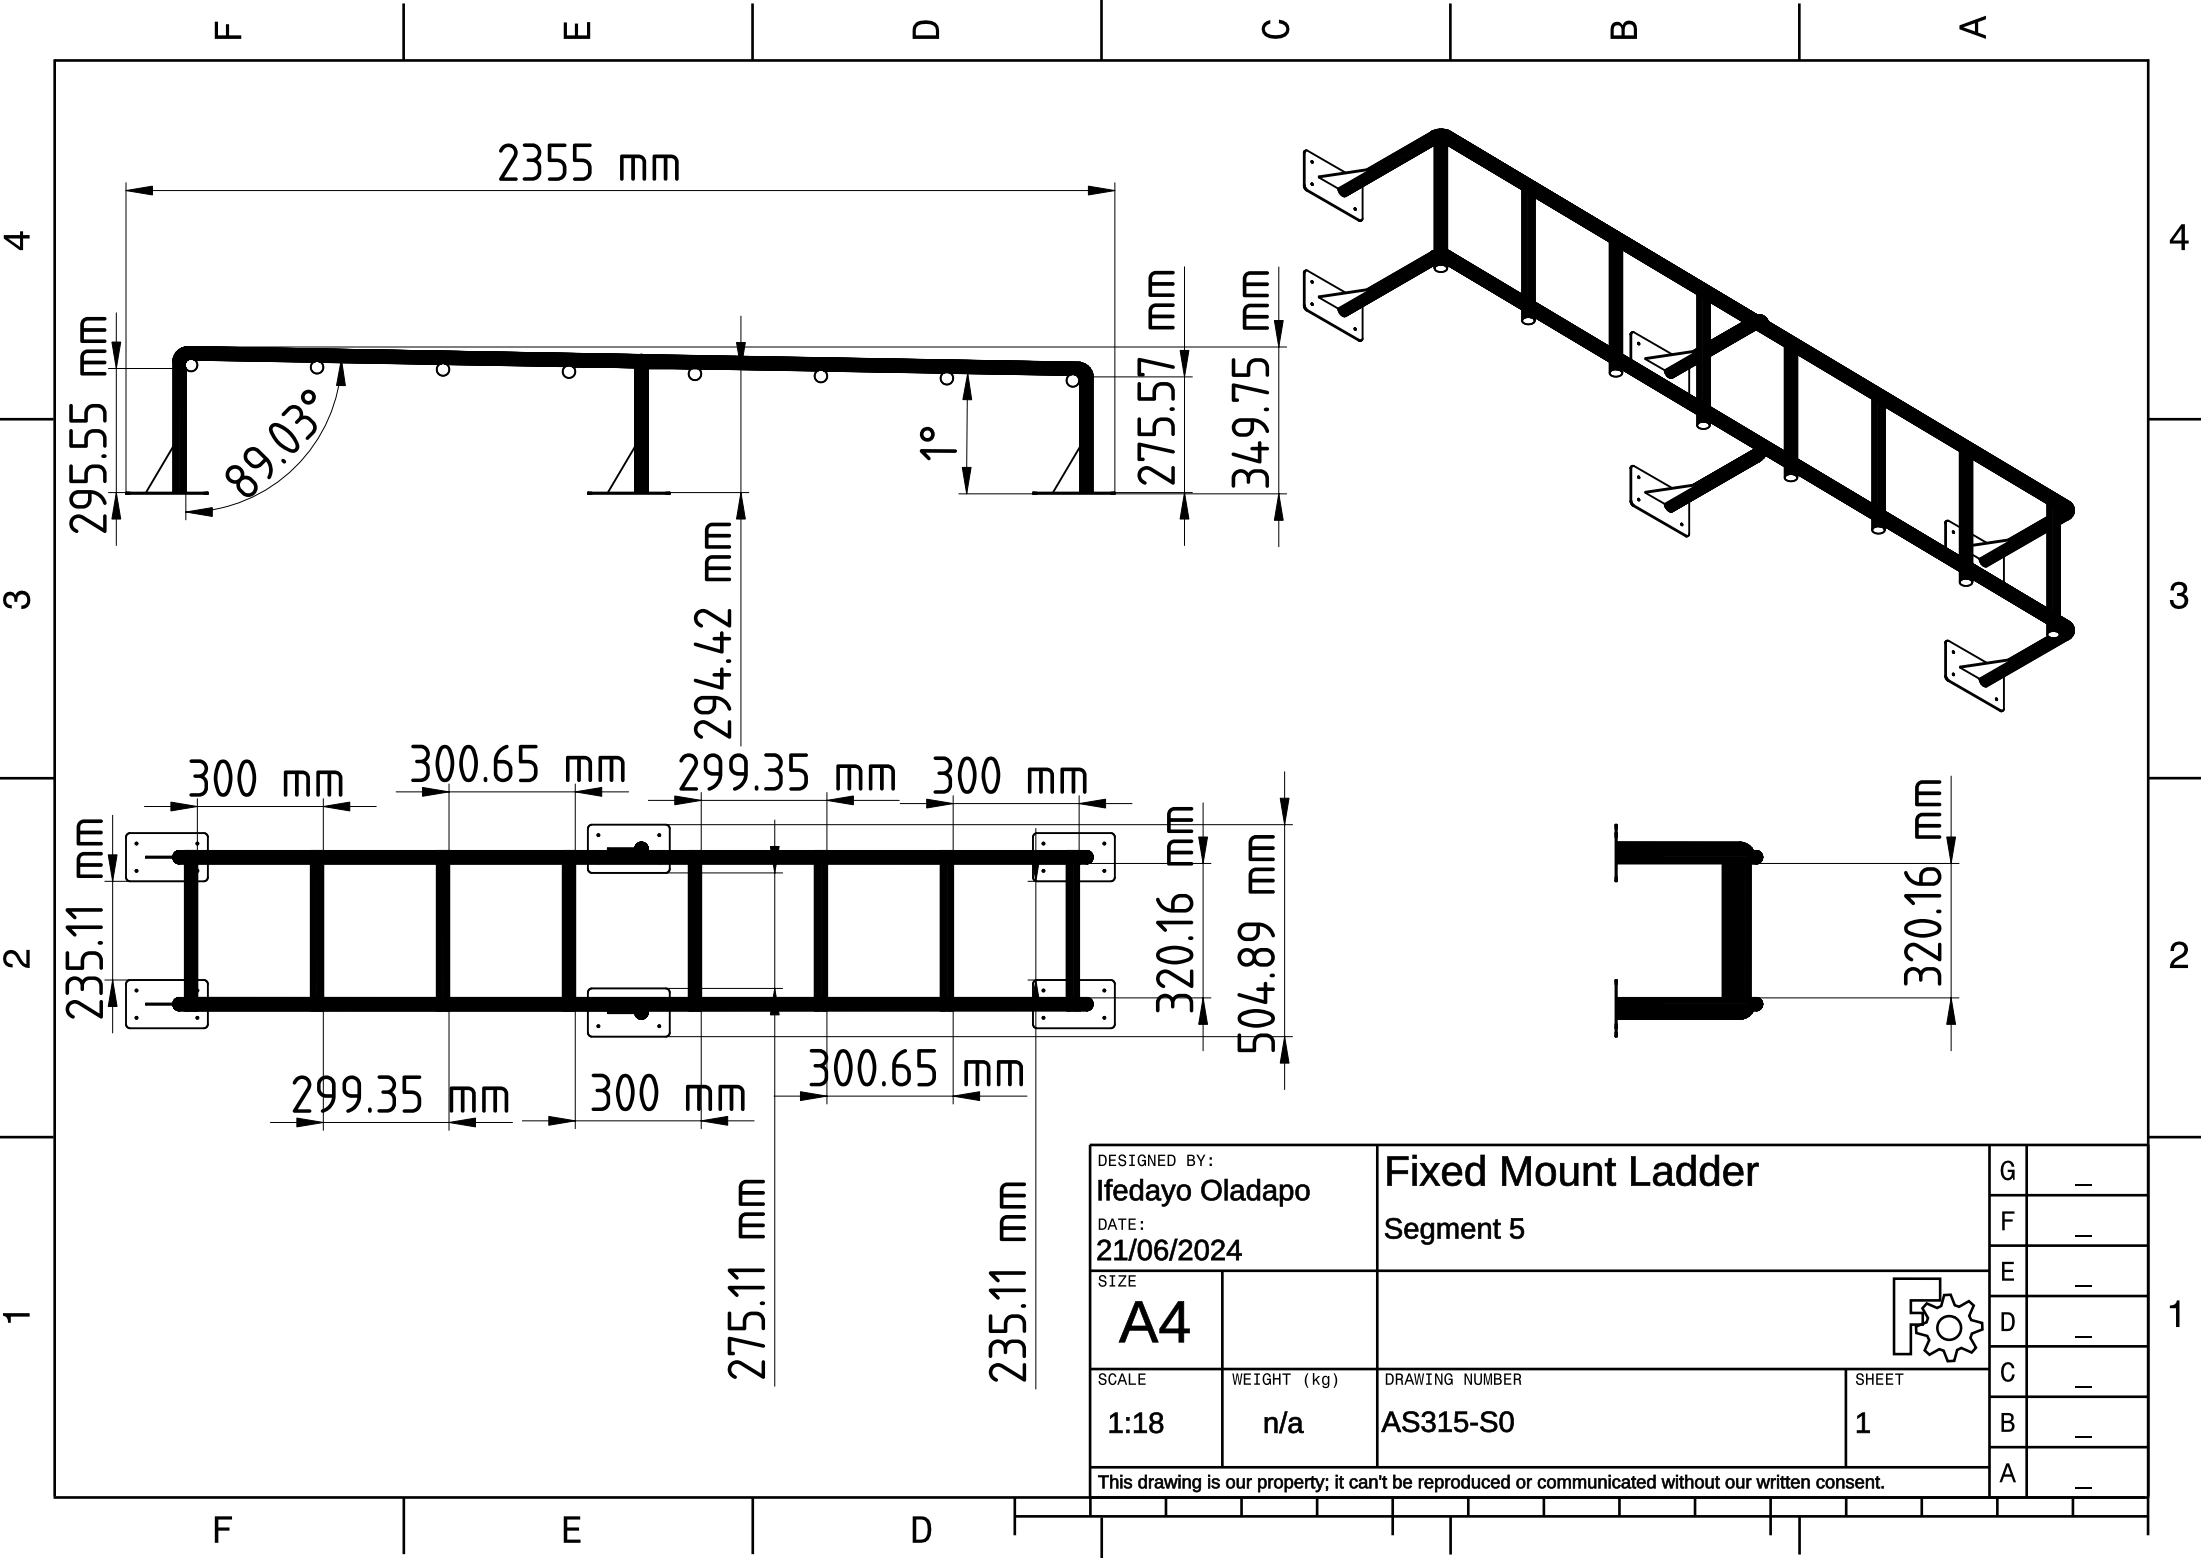 F E D C B A
4
4
3
3
2
2
1
1
2355 mm
295.55 mm
89.03°
1°
275.57 mm
349.75 mm
294.42 mm
300 mm
300.65 mm
299.35 mm
300 mm
235.11 mm
320.16 mm
504.89 mm
320.16 mm
299.35 mm
300 mm
300.65 mm
275.11 mm
235.11 mm
DESIGNED BY:
Ifedayo Oladapo
DATE:
21/06/2024
Fixed Mount Ladder
Segment 5
SIZE
A4
SCALE
1:18
WEIGHT (kg)
n/a
DRAWING NUMBER
AS315-S0
SHEET
1
G _
F _
E _
D _
C _
B _
A _
This drawing is our property; it can't be reproduced or communicated without our written consent.
F E D